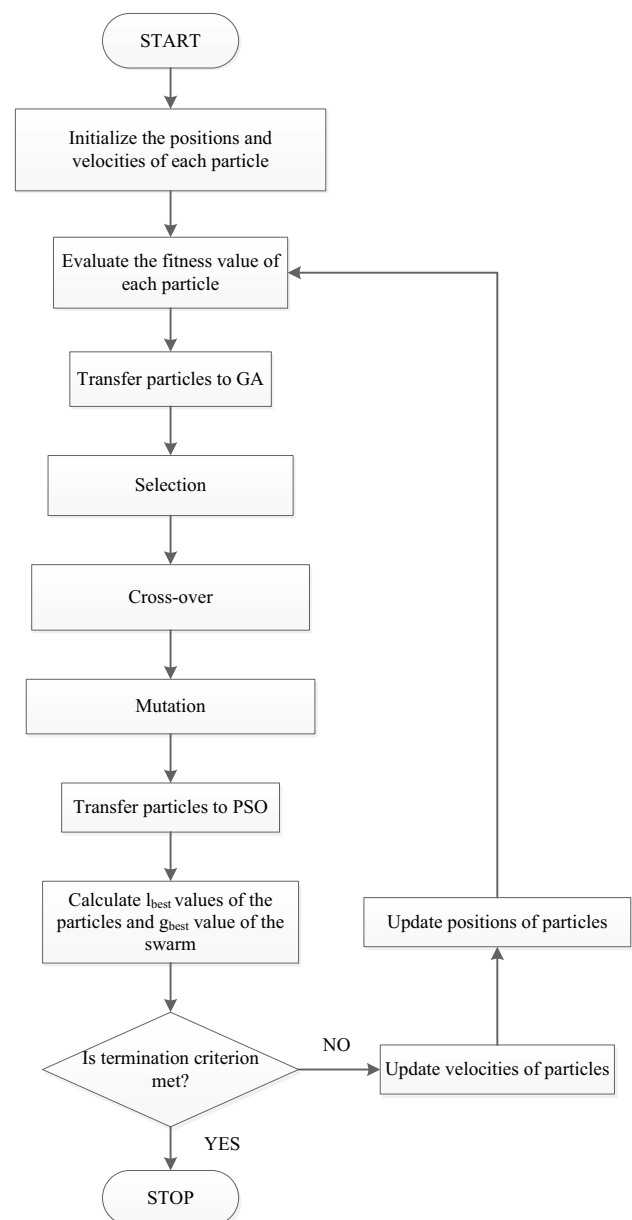 START
Initialize the positions and
velocities of each particle
Evaluate the fitness value of
each particle
Transfer particles to GA
Selection
Cross-over
Mutation
Transfer particles to PSO
Calculate lbest values of the
particles and gbest value of the
swarm
Is termination criterion
met?
NO
Update velocities of particles
Update positions of particles
YES
STOP